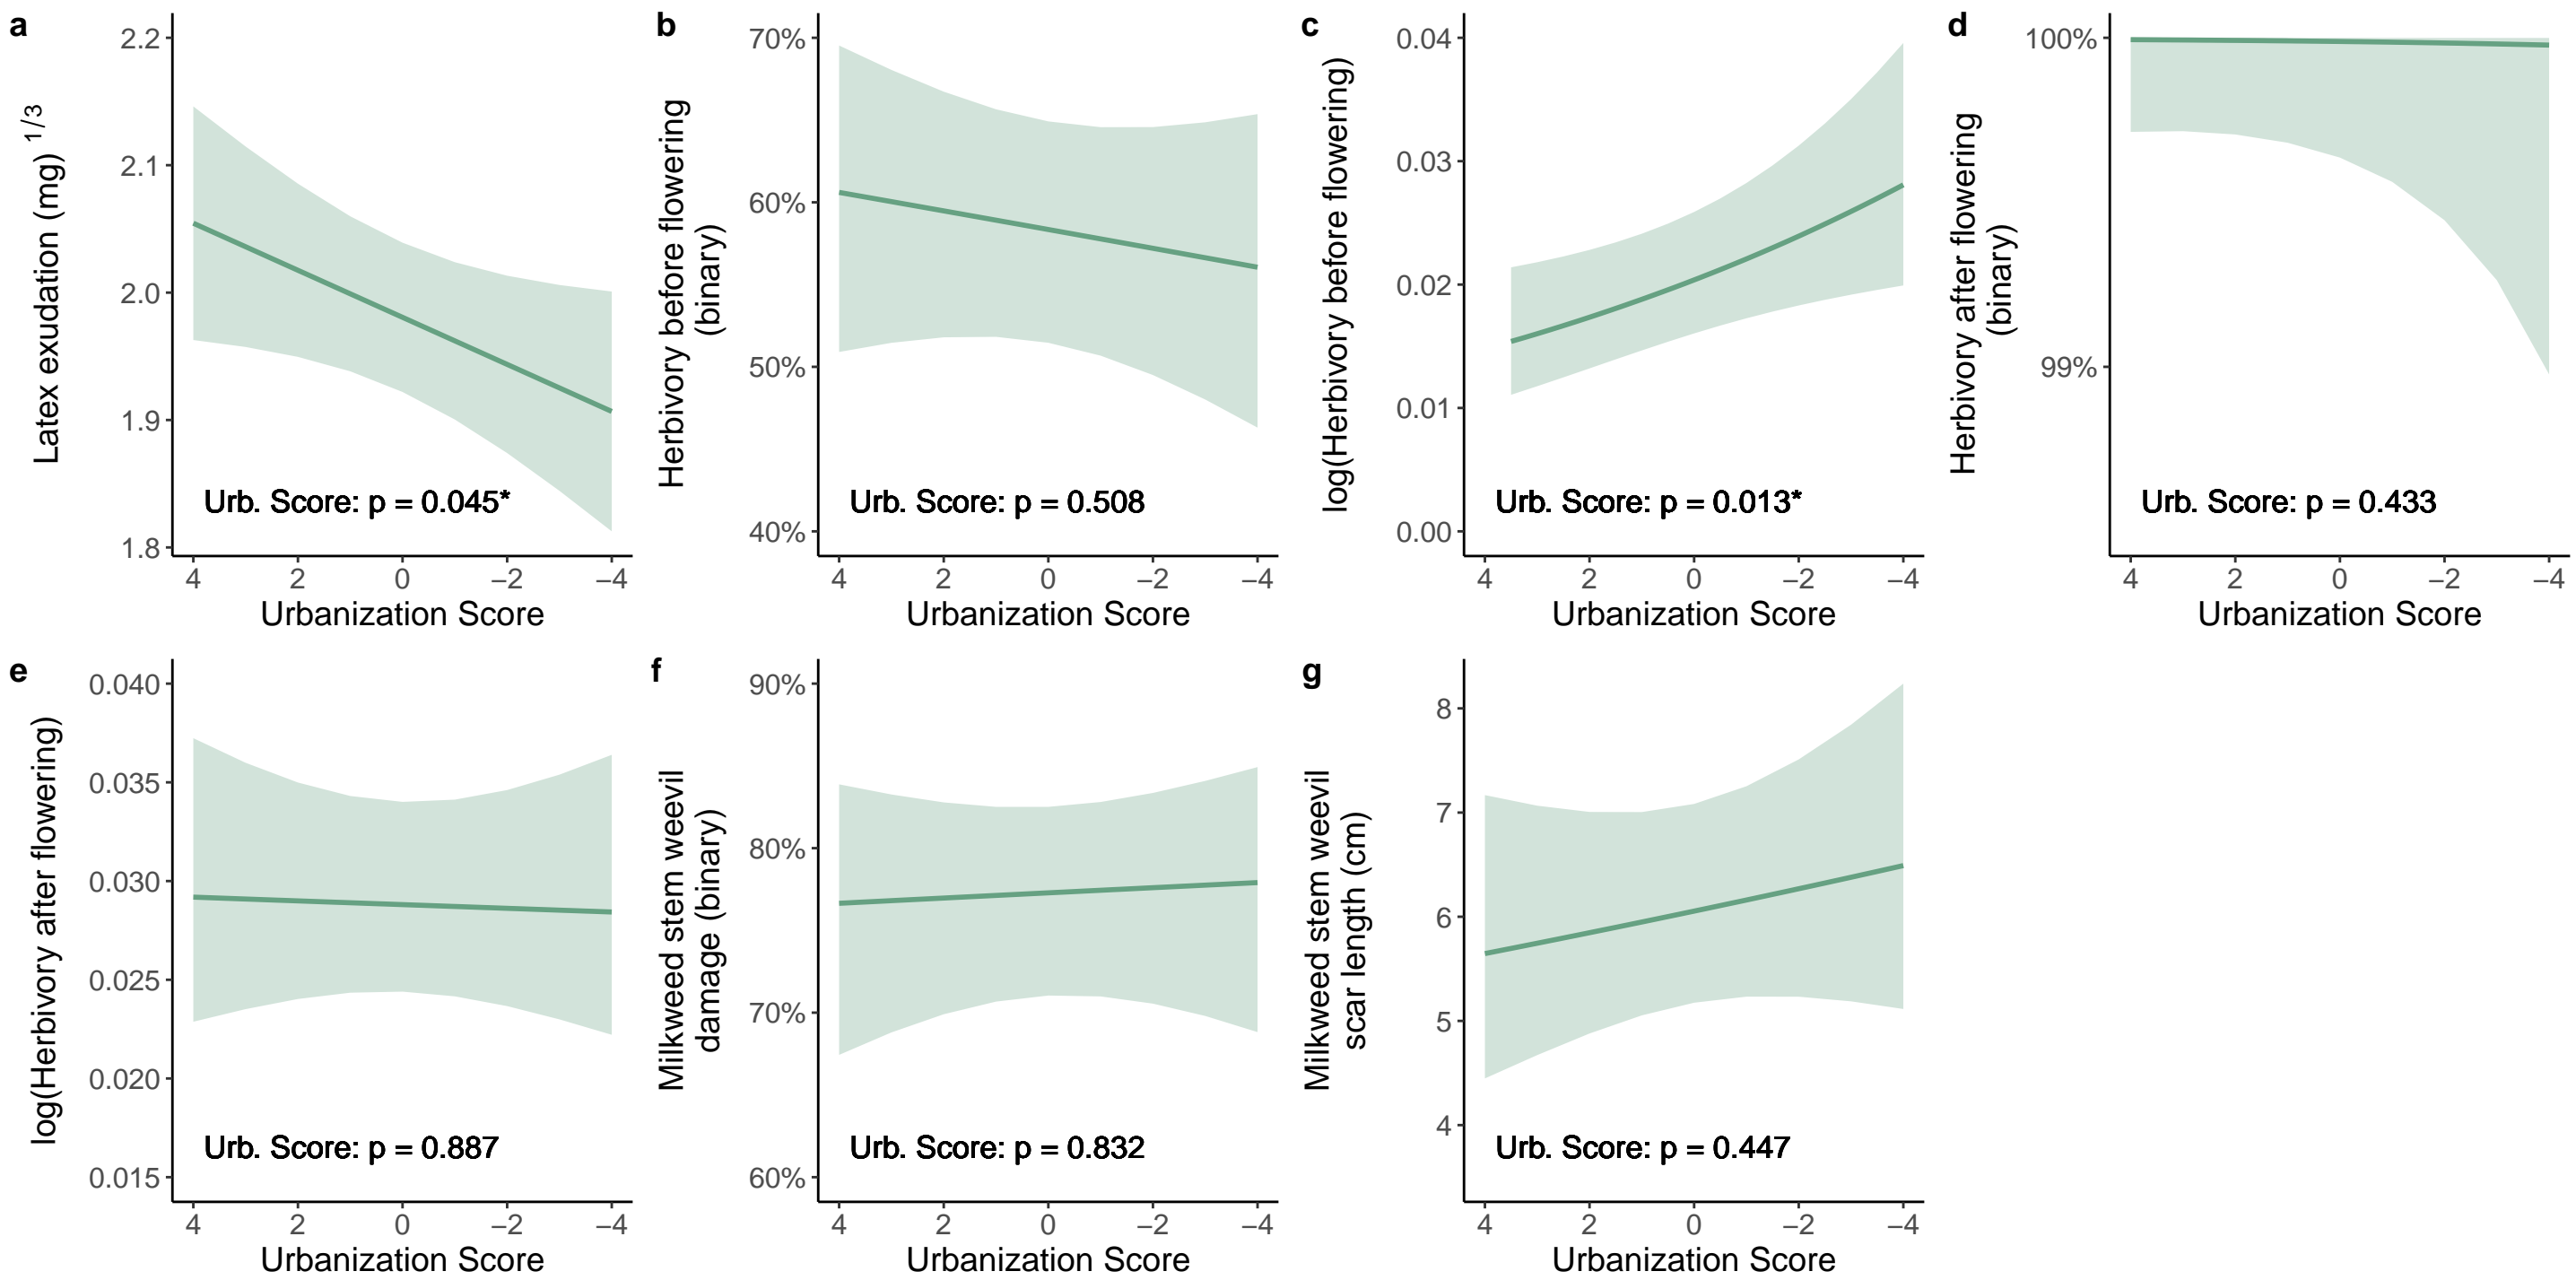 a
Latex exudation (mg) 1/3
2.2
2.1
2.0
1.9
1.8
Urb. Score: p = 0.045*
4 2 0 −2 −4
Urbanization Score
b
Herbivory before flowering
(binary)
70%
60%
50%
40%
Urb. Score: p = 0.508
4 2 0 −2 −4
Urbanization Score
c
log(Herbivory before flowering)
0.04
0.03
0.02
0.01
0.00
Urb. Score: p = 0.013*
4 2 0 −2 −4
Urbanization Score
d
Herbivory after flowering
(binary)
100%
99%
Urb. Score: p = 0.433
4 2 0 −2 −4
Urbanization Score
e
log(Herbivory after flowering)
0.040
0.035
0.030
0.025
0.020
0.015
Urb. Score: p = 0.887
4 2 0 −2 −4
Urbanization Score
f
Milkweed stem weevil
damage (binary)
90%
80%
70%
60%
Urb. Score: p = 0.832
4 2 0 −2 −4
Urbanization Score
g
Milkweed stem weevil
scar length (cm)
8
7
6
5
4
Urb. Score: p = 0.447
4 2 0 −2 −4
Urbanization Score